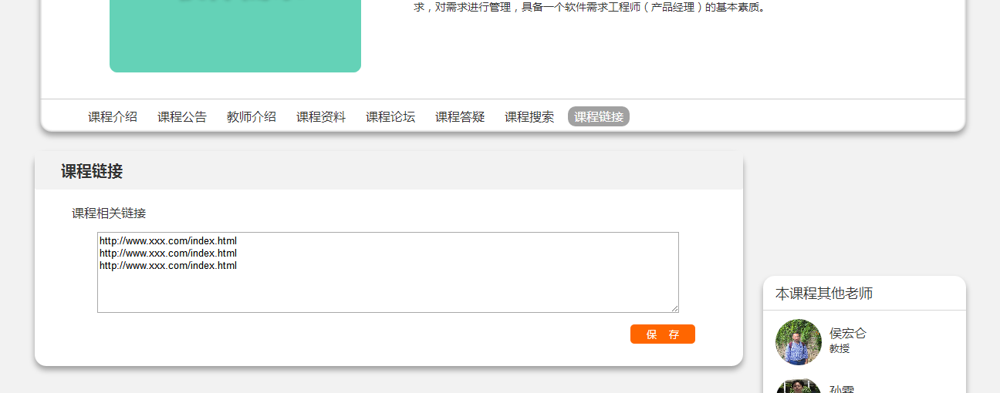 求，对需求进行管理，具备一个软件需求工程师（产品经理）的基本素质。
课程介绍 课程公告 教师介绍 课程资料 课程论坛 课程答疑 课程搜索 课程链接
课程链接
课程相关链接
http://www.xxx.com/index.html
http://www.xxx.com/index.html
http://www.xxx.com/index.html
保 存
本课程其他老师
侯宏仑
教授